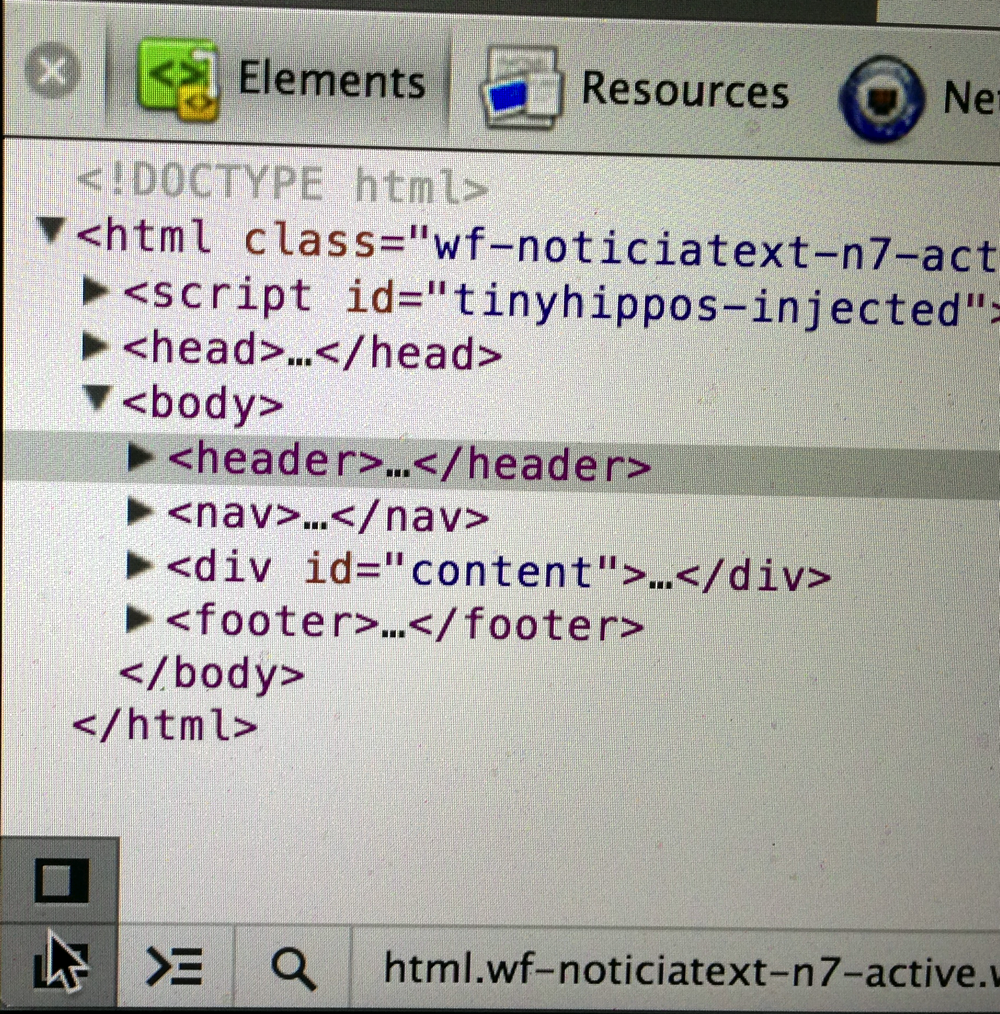 Elements Resources
<!DOCTYPE html>
▼<html class="wf-noticiatext-n7-act
▶<script id="tinyhippos-injected">
▶<head>…</head>
▼<body>
▶<header>…</header>
▶<nav>…</nav>
▶<div id="content">…</div>
▶<footer>…</footer>
</body>
</html>
html.wf-noticiatext-n7-active.